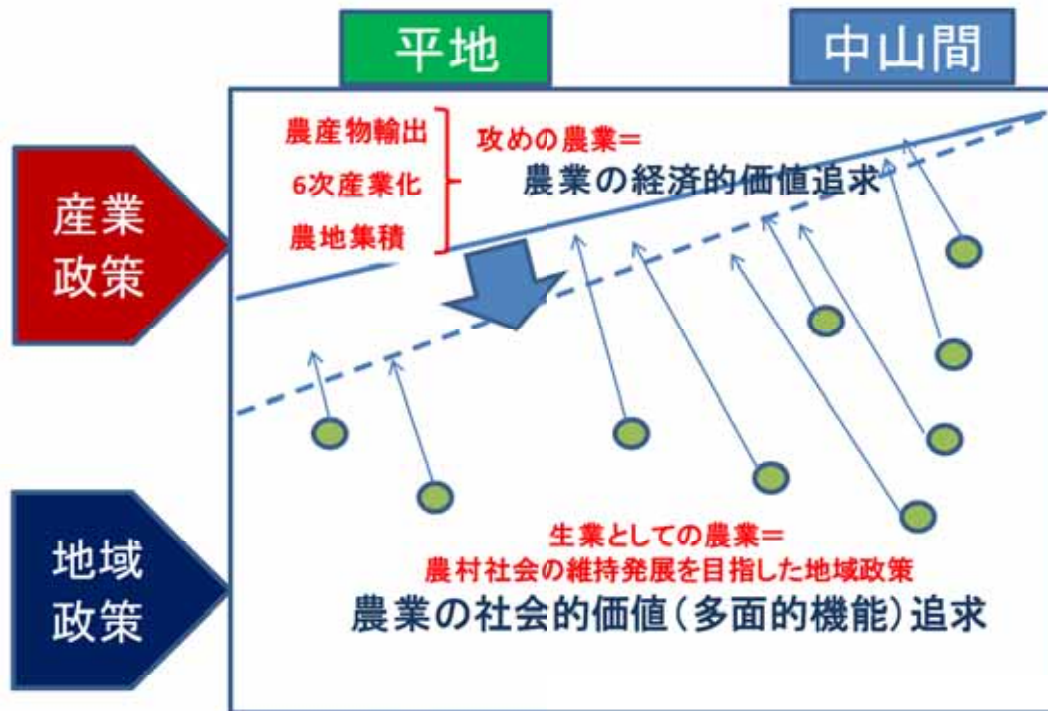 平地
中山間
産業
政策
農産物輸出
6次産業化
農地集積
攻めの農業＝
農業の経済的価値追求
地域
政策
生業としての農業＝
農村社会の維持発展を目指した地域政策
農業の社会的価値（多面的機能）追求